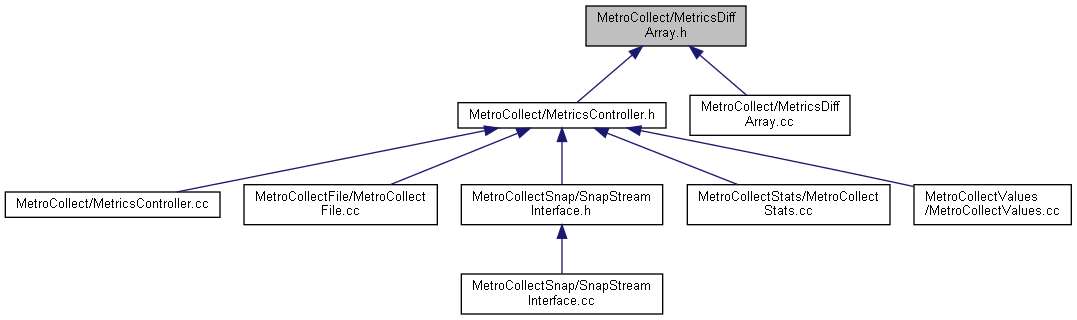 MetroCollect/MetricsDiff
Array.h
MetroCollect/MetricsController.h
MetroCollect/MetricsDiff
Array.cc
MetroCollect/MetricsController.cc
MetroCollectFile/MetroCollect
File.cc
MetroCollectSnap/SnapStream
Interface.h
MetroCollectStats/MetroCollect
Stats.cc
MetroCollectValues
/MetroCollectValues.cc
MetroCollectSnap/SnapStream
Interface.cc